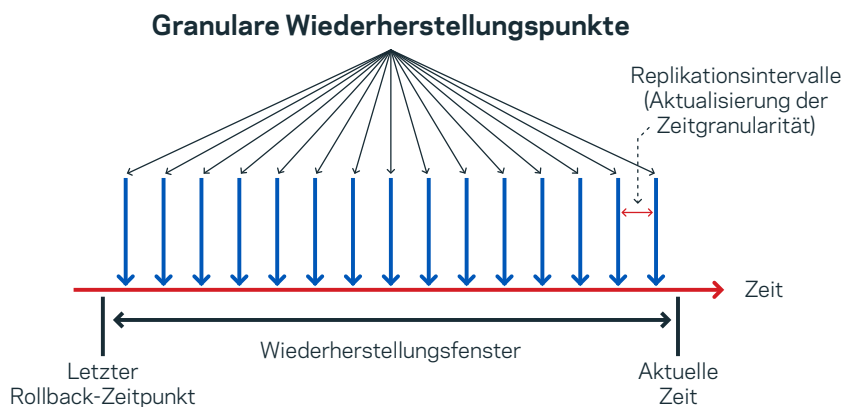 Granulare Wiederherstellungspunkte
Replikationsintervalle
(Aktualisierung der
Zeitgranularität)
Zeit
Wiederherstellungsfenster
Letzter
Rollback-Zeitpunkt
Aktuelle
Zeit